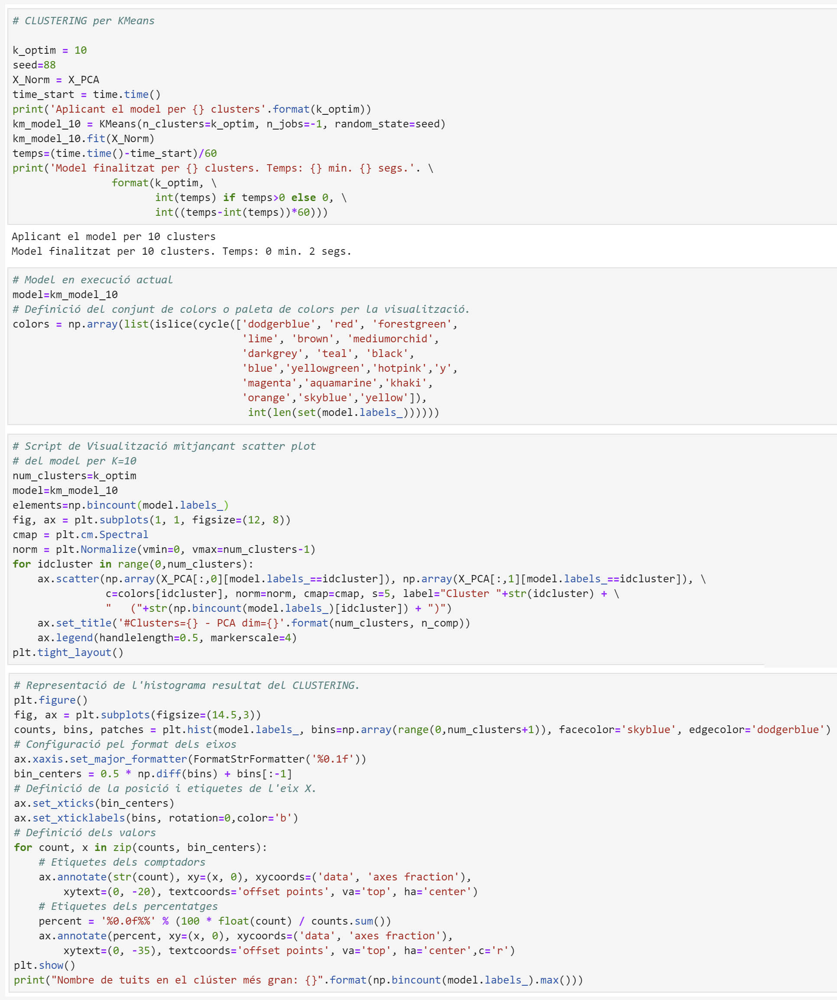 # CLUSTERING per KMeans
k_optim = 10
seed=88
X_Norm = X_PCA
time_start = time.time()
print('Aplicant el model per {} clusters'.format(k_optim))
km_model_10 = KMeans(n_clusters=k_optim, n_jobs=-1, random_state=seed)
km_model_10.fit(X_Norm)
temps=(time.time()-time_start)/60
print('Model finalitzat per {} clusters. Temps: {} min. {} segs.'. \
format(k_optim, \
int(temps) if temps>0 else 0, \
int((temps-int(temps))*60)))
Aplicant el model per 10 clusters
Model finalitzat per 10 clusters. Temps: 0 min. 2 segs.
# Model en execució actual
model=km_model_10
# Definició del conjunt de colors o paleta de colors per la visualització.
colors = np.array(list(islice(cycle(['dodgerblue', 'red', 'forestgreen',
'lime', 'brown', 'mediumorchid',
'darkgrey', 'teal', 'black',
'blue','yellowgreen','hotpink','y',
'magenta','aquamarine','khaki',
'orange','skyblue','yellow']),
int(len(set(model.labels_))))))
# Script de Visualització mitjançant scatter plot
# del model per K=10
num_clusters=k_optim
model=km_model_10
elements=np.bincount(model.labels_)
fig, ax = plt.subplots(1, 1, figsize=(12, 8))
cmap = plt.cm.Spectral
norm = plt.Normalize(vmin=0, vmax=num_clusters-1)
for idcluster in range(0,num_clusters):
    ax.scatter(np.array(X_PCA[:,0][model.labels_==idcluster]), np.array(X_PCA[:,1][model.labels_==idcluster]), \
               c=colors[idcluster], norm=norm, cmap=cmap, s=5, label="Cluster "+str(idcluster) + \
               "   ("+str(np.bincount(model.labels_)[idcluster]) + ")")
    ax.set_title('#Clusters={} - PCA dim={}'.format(num_clusters, n_comp))
    ax.legend(handlelength=0.5, markerscale=4)
plt.tight_layout()
# Representació de l'histograma resultat del CLUSTERING.
plt.figure()
fig, ax = plt.subplots(figsize=(14.5,3))
counts, bins, patches = plt.hist(model.labels_, bins=np.array(range(0,num_clusters+1)), facecolor='skyblue', edgecolor='dodgerblue')
# Configuració pel format dels eixos
ax.xaxis.set_major_formatter(FormatStrFormatter('%0.1f'))
bin_centers = 0.5 * np.diff(bins) + bins[:-1]
# Definició de la posició i etiquetes de l'eix X.
ax.set_xticks(bin_centers)
ax.set_xticklabels(bins, rotation=0,color='b')
# Definició dels valors
for count, x in zip(counts, bin_centers):
    # Etiquetes dels comptadors
    ax.annotate(str(count), xy=(x, 0), xycoords=('data', 'axes fraction'),
        xytext=(0, -20), textcoords='offset points', va='top', ha='center')
    # Etiquetes dels percentatges
    percent = '%0.0f%%' % (100 * float(count) / counts.sum())
    ax.annotate(percent, xy=(x, 0), xycoords=('data', 'axes fraction'),
        xytext=(0, -35), textcoords='offset points', va='top', ha='center',c='r')
plt.show()
print("Nombre de tuits en el clúster més gran: {}".format(np.bincount(model.labels_).max()))